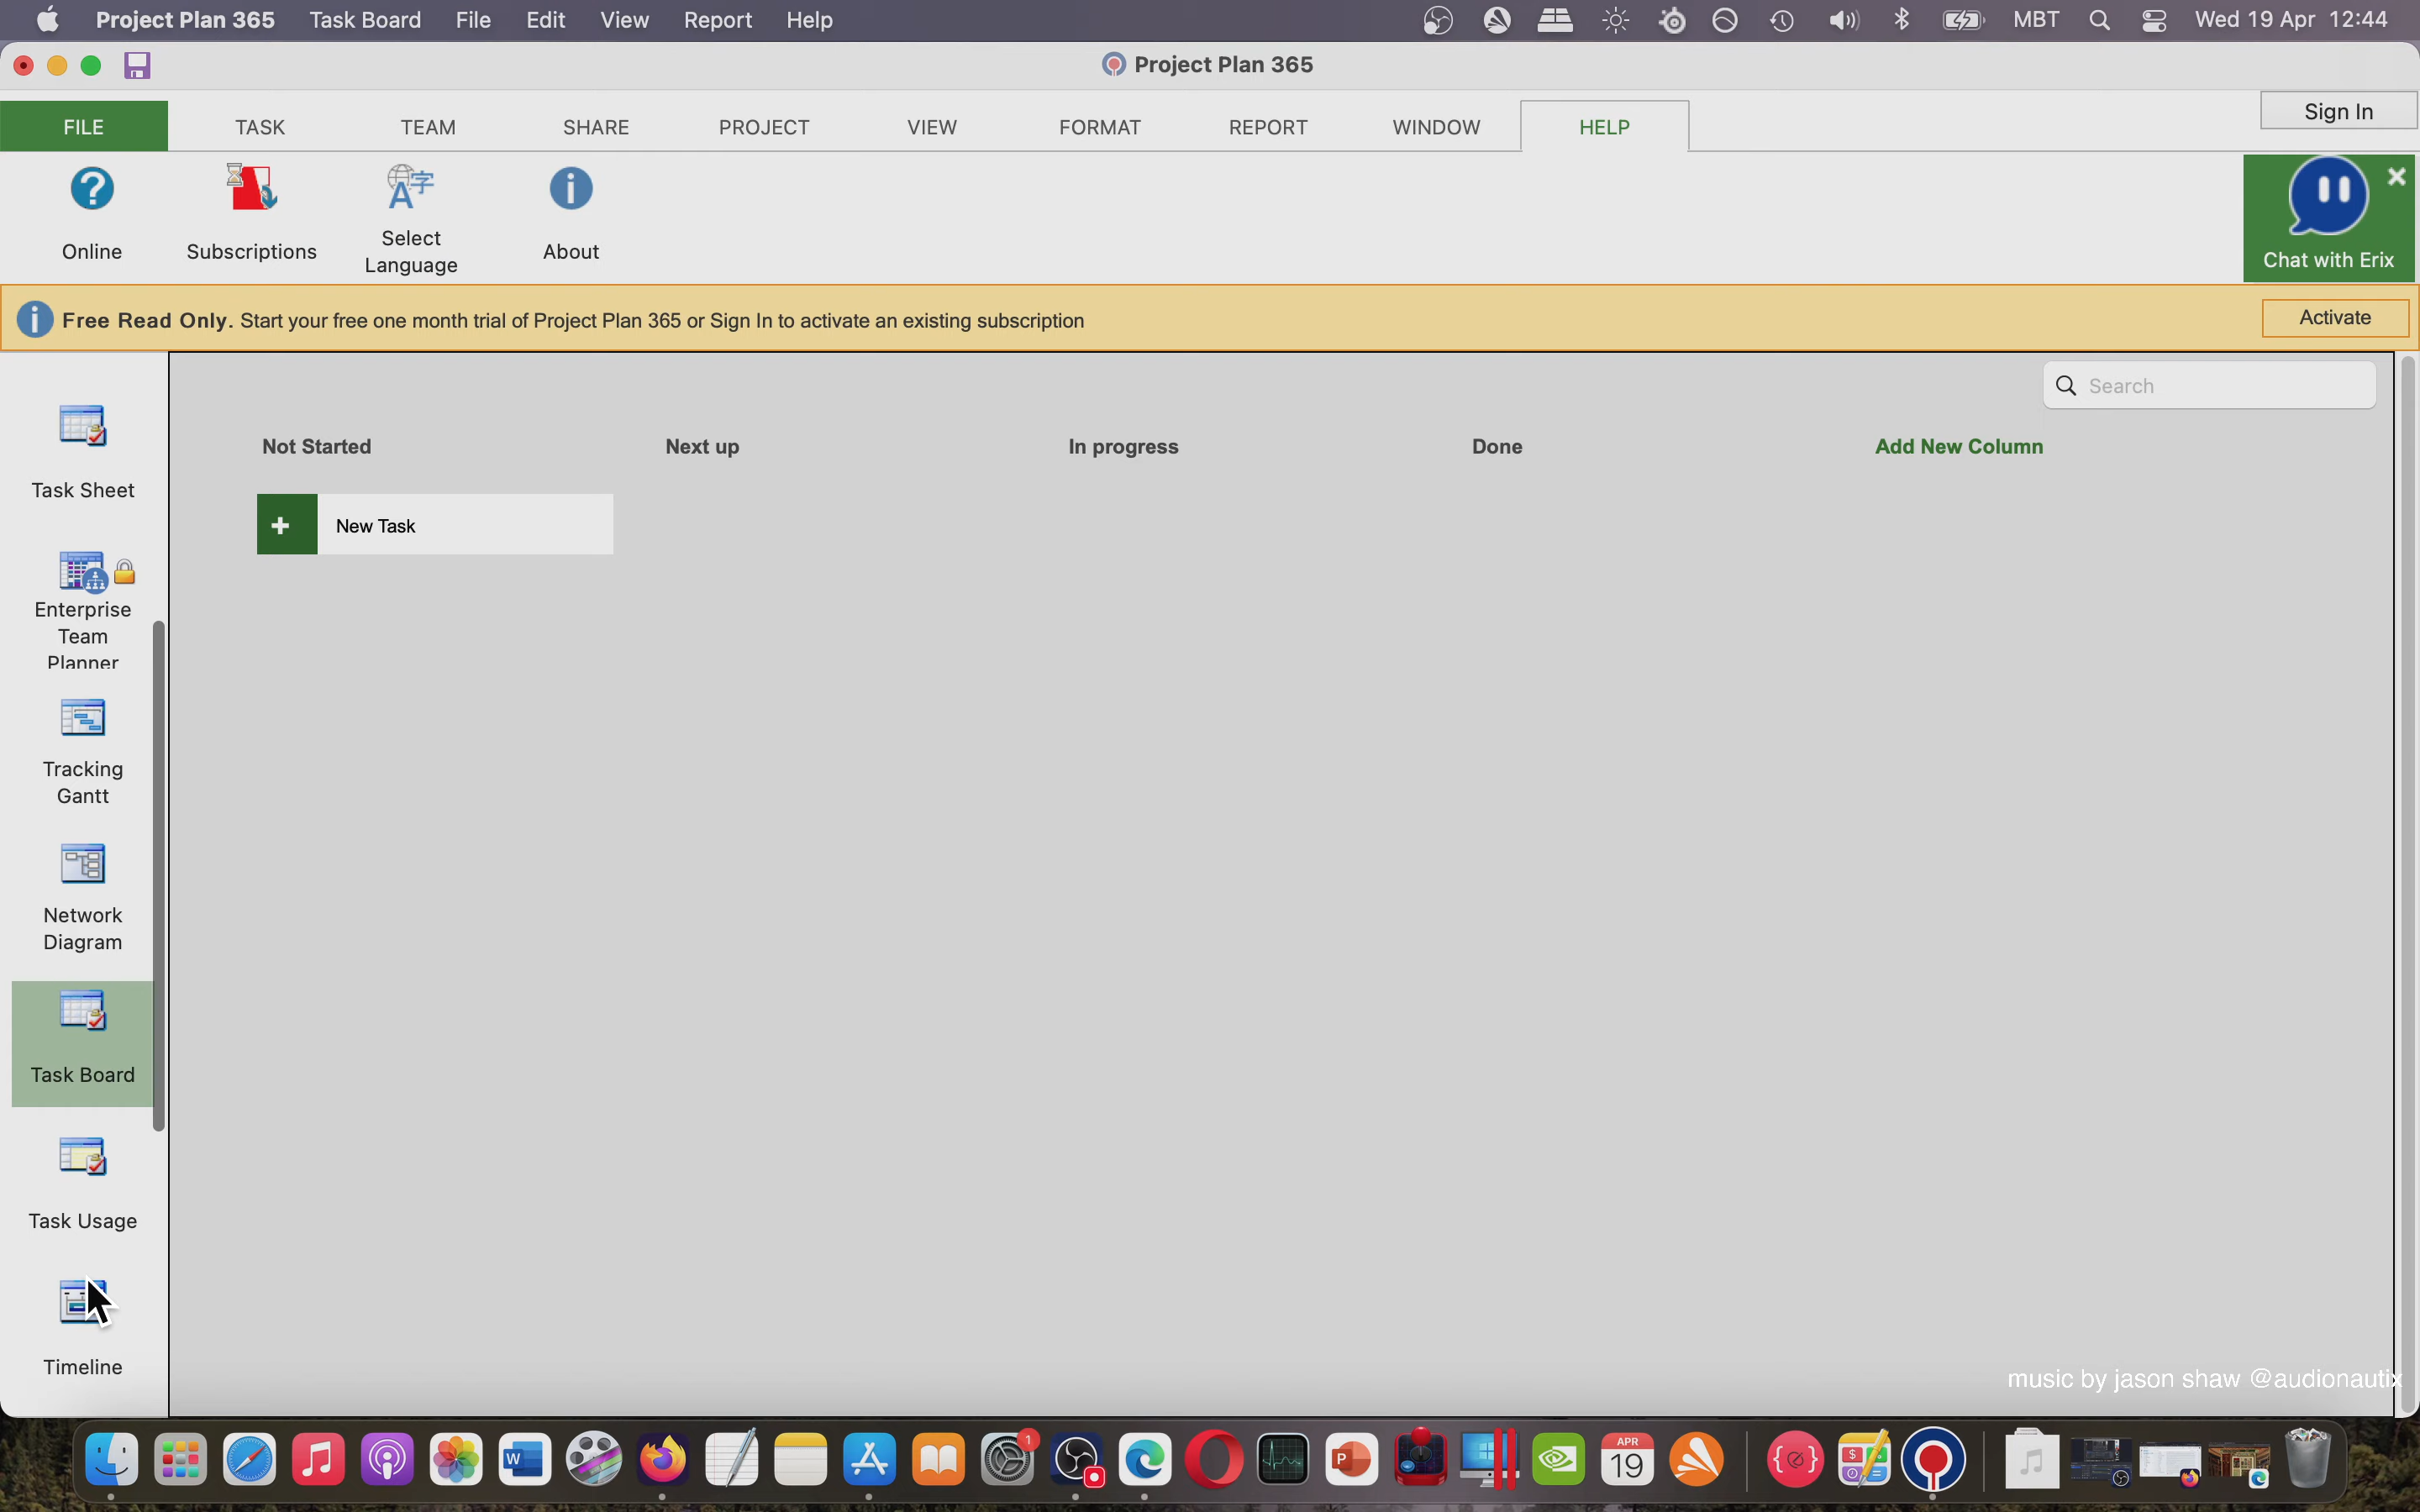 Project Plan 365 Task Board File Edit View Report Help MBT Wed 19 Apr 12:44
Project Plan 365
Sign In
FILE TASK TEAM SHARE PROJECT VIEW FORMAT REPORT WINDOW HELP
Online
Subscriptions
Select
Language
About
Chat with Erix
Free Read Only. Start your free one month trial of Project Plan 365 or Sign In to activate an existing subscription
Activate
Search
Not Started Next up In progress Done Add New Column
New Task
Task Sheet
Enterprise
Team
Planner
Tracking
Gantt
Network
Diagram
Task Board
Task Usage
Timeline
music by jason shaw @audionautix
1
APR
19